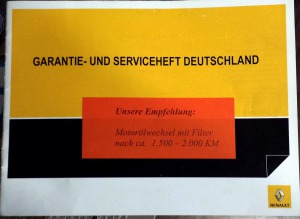 GARANTIE- UND SERVICEHEFT DEUTSCHLAND
Unsere Empfehlung:
Motorölwechsel mit Filter
nach ca. 1.500 – 2.000 KM
RENAULT